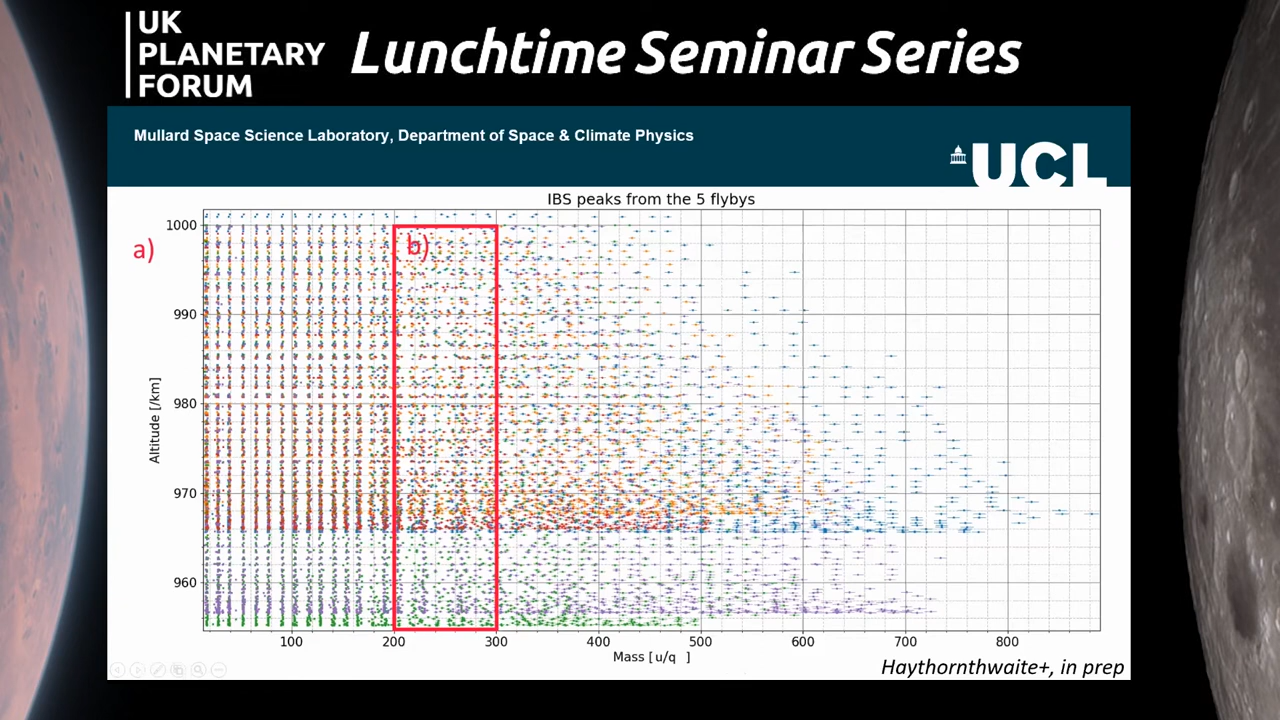 UK
PLANETARY
FORUM
Lunchtime Seminar Series
Mullard Space Science Laboratory, Department of Space & Climate Physics
UCL
IBS peaks from the 5 flybys
a)
b)
1000
990
980
970
960
Altitude [/km]
100 200 300 400 500 600 700 800
Mass [u/q ]
Haythornthwaite+, in prep